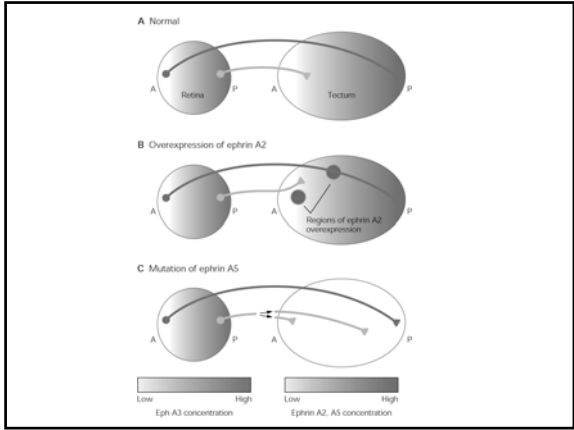 A Normal
A Retina P A Tectum P
B Overexpression of ephrin A2
A P A P
Regions of ephrin A2
overexpression
C Mutation of ephrin A5
A P A P
Low High Low High
Eph A3 concentration Ephrin A2, A5 concentration